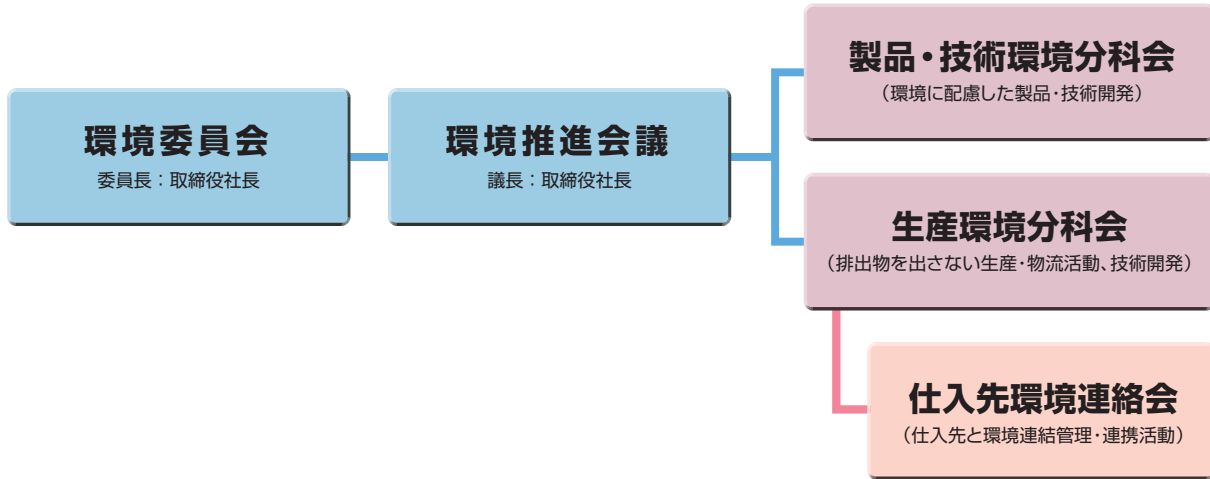 環境委員会
委員長：取締役社長
環境推進会議
議長：取締役社長
製品・技術環境分科会
（環境に配慮した製品・技術開発）
生産環境分科会
（排出物を出さない生産・物流活動、技術開発）
仕入先環境連絡会
（仕入先と環境連結管理・連携活動）